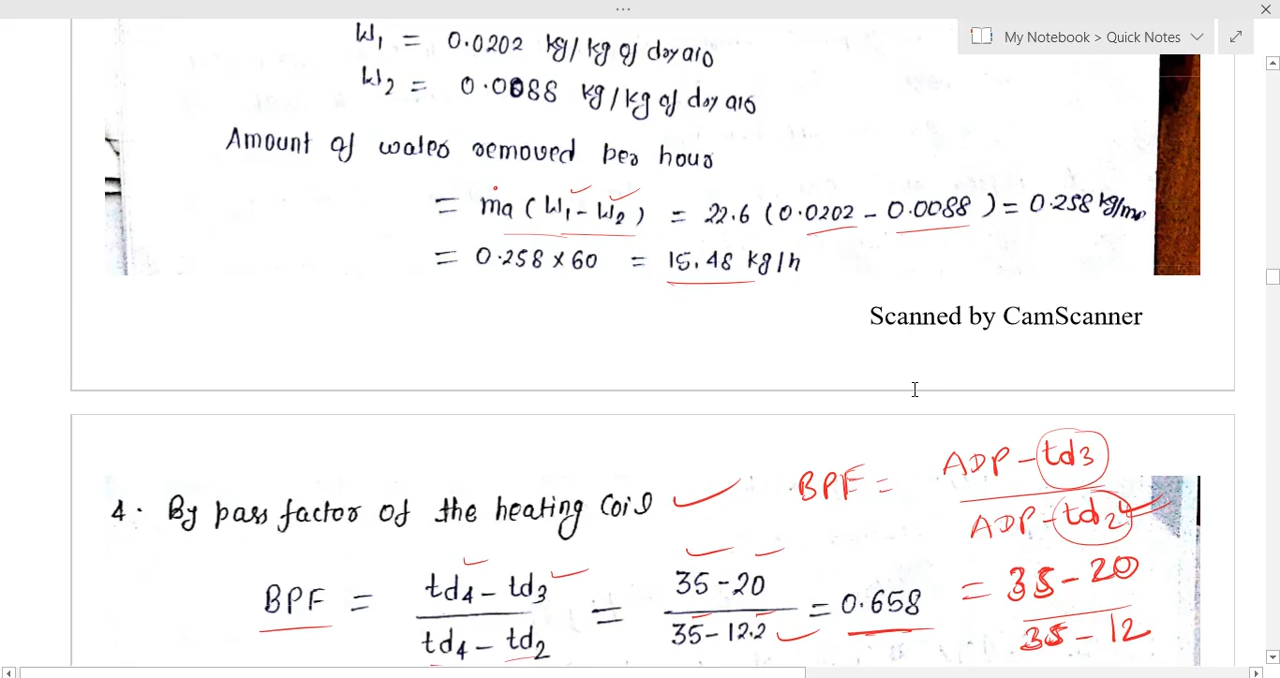 My Notebook > Quick Notes
W₁ = 0.0202 kg/kg of dry air
W₂ = 0.0088 kg/kg of dry air
Amount of water removed per hour
= ṁa (W₁ - W₂) = 22.6 (0.0202 - 0.0088) = 0.258 kg/m
= 0.258 × 60 = 15.48 kg/h
Scanned by CamScanner
4. By pass factor of the heating Coil
BPF = ADP - td3 / ADP - td2
BPF = td4 - td3 / td4 - td2 = 35 - 20 / 35 - 12.2 = 0.658
= 35 - 20 / 35 - 12